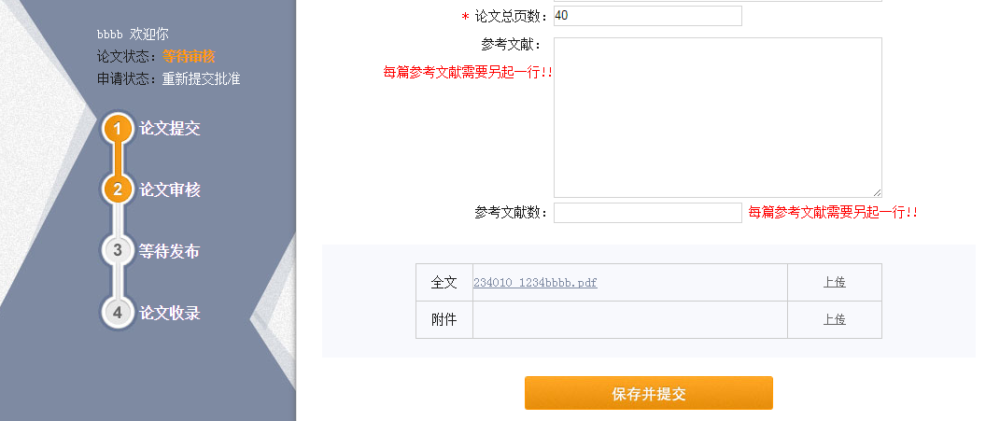 bbbb 欢迎你
论文状态：等待审核
申请状态：重新提交批准
1 论文提交
2 论文审核
3 等待发布
4 论文收录
* 论文总页数：40
参考文献：
每篇参考文献需要另起一行!!
参考文献数： 每篇参考文献需要另起一行!!
全文 234010_1234bbbb.pdf 上传
附件 上传
保存并提交